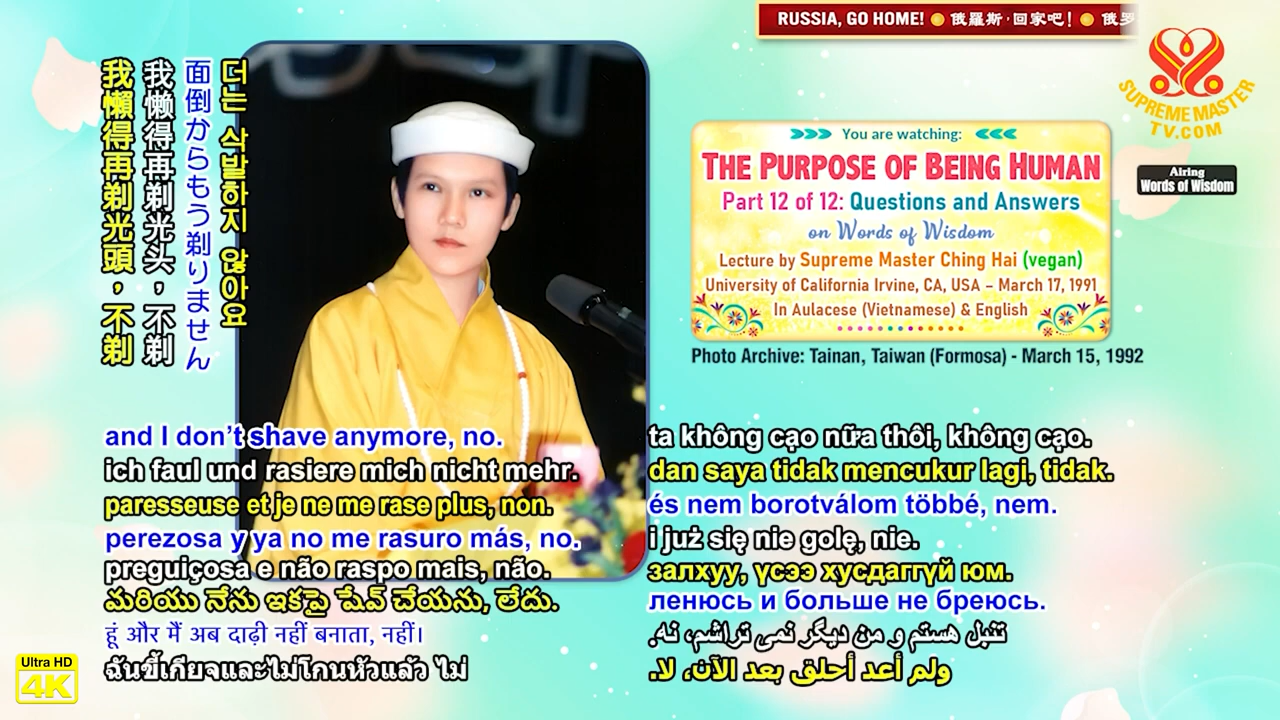 RUSSIA, GO HOME! 俄羅斯·回家吧! 俄罗
SUPREME MASTER
TV.COM
Airing
Words of Wisdom
You are watching:
THE PURPOSE OF BEING HUMAN
Part 12 of 12: Questions and Answers
on Words of Wisdom
Lecture by Supreme Master Ching Hai (vegan)
University of California Irvine, CA, USA – March 17, 1991
In Aulacese (Vietnamese) & English
Photo Archive: Tainan, Taiwan (Formosa) - March 15, 1992
我懶得再剃光頭，不剃
我懒得再剃光头，不剃
面倒からもう剃りません
더는 삭발하지 않아요
and I don't shave anymore, no.
ich faul und rasiere mich nicht mehr.
paresseuse et je ne me rase plus, non.
perezosa y ya no me rasuro más, no.
preguiçosa e não raspo mais, não.
మరియు నేను ఇకపై షేవ్ చేయను, లేదు.
हूं और मैं अब दाढ़ी नहीं बनाता, नहीं।
ฉันขี้เกียจและไม่โกนหัวแล้ว ไม่
ta không cạo nữa thôi, không cạo.
dan saya tidak mencukur lagi, tidak.
és nem borotválom többé, nem.
i już się nie golę, nie.
залхуу, үсээ хусдаггүй юм.
ленюсь и больше не бреюсь.
تنبل هستم و من دیگر نمی تراشم، نه.
ولم أعد أحلق بعد الآن، لا.
Ultra HD
4K